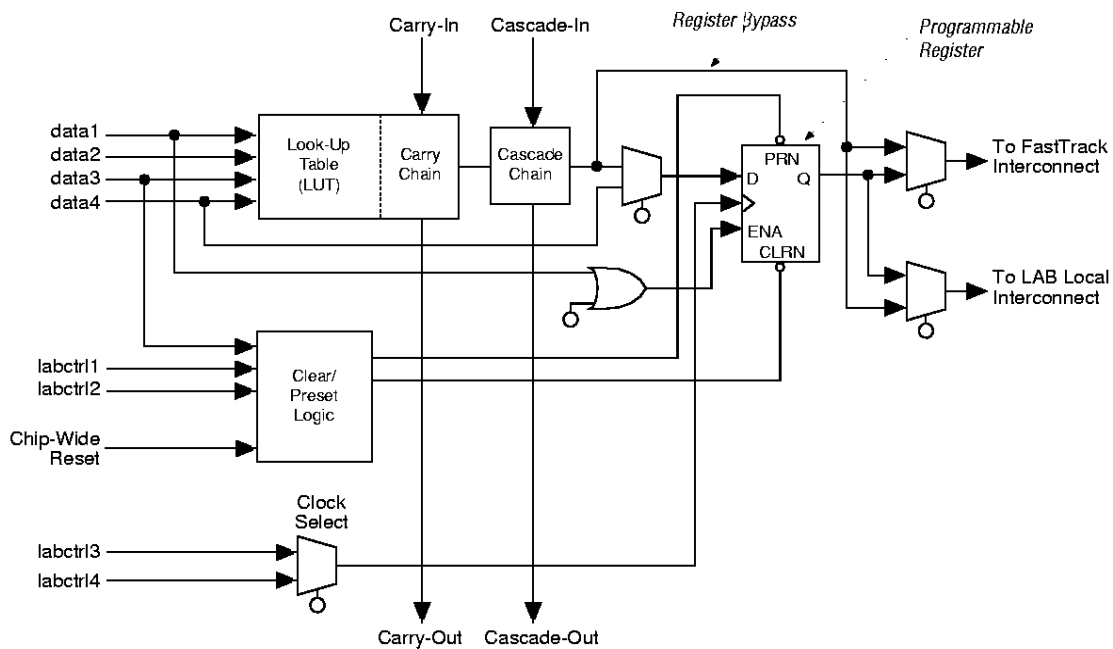 Carry-In
Cascade-In
Register Bypass
Programmable
Register
data1
data2
data3
data4
Look-Up
Table
(LUT)
Carry
Chain
Cascade
Chain
PRN
D
Q
ENA
CLRN
To FastTrack
Interconnect
To LAB Local
Interconnect
labctrl1
labctrl2
Clear/
Preset
Logic
Chip-Wide
Reset
Clock
Select
labctrl3
labctrl4
Carry-Out
Cascade-Out